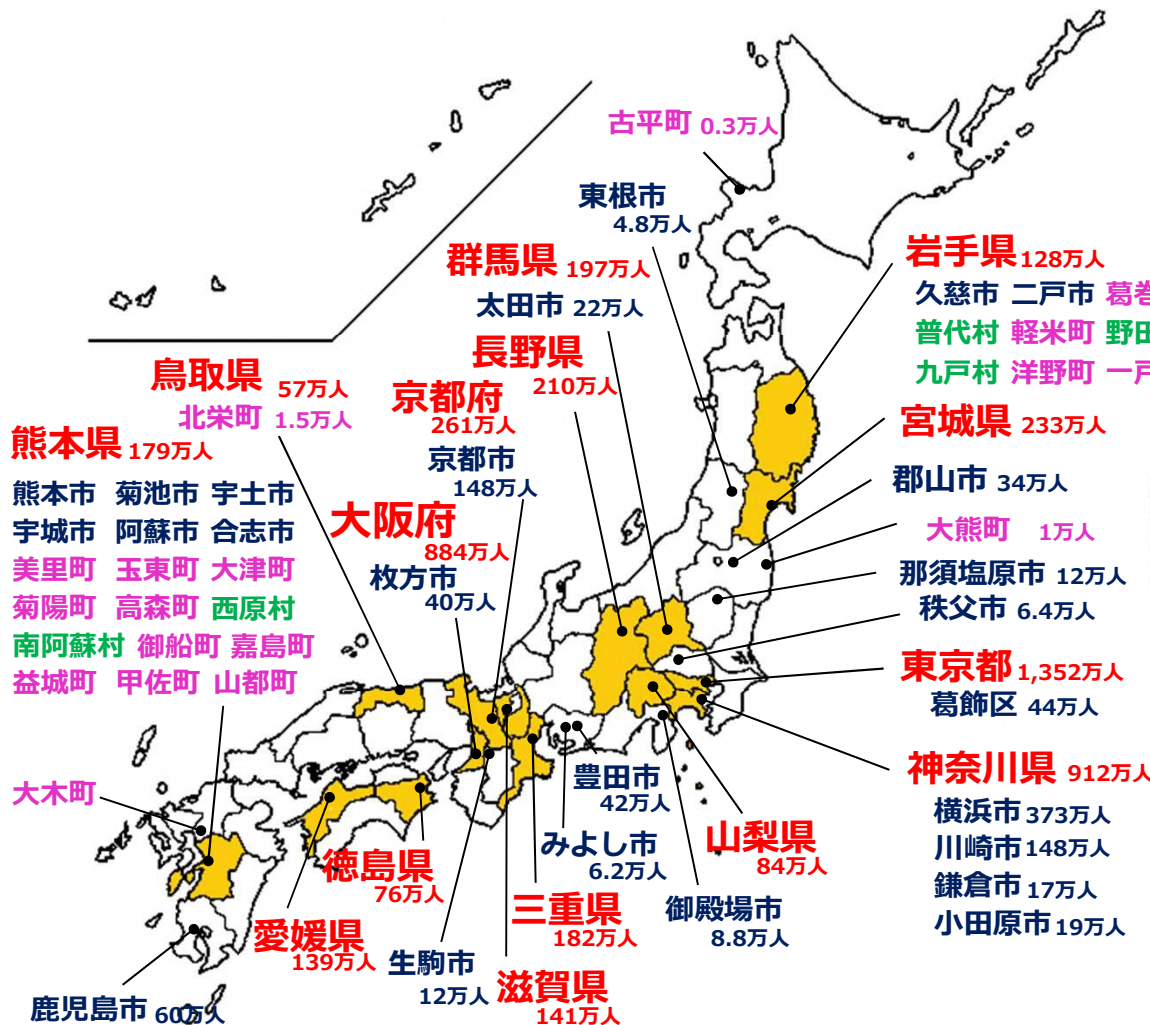 古平町 0.3万人
東根市
4.8万人
群馬県 197万人
太田市 22万人
長野県
210万人
岩手県 128万人
久慈市 二戸市 葛巻
普代村 軽米町 野田
九戸村 洋野町 一戸
宮城県 233万人
郡山市 34万人
大熊町 1万人
那須塩原市 12万人
秩父市 6.4万人
東京都 1,352万人
葛飾区 44万人
神奈川県 912万人
横浜市 373万人
川崎市 148万人
鎌倉市 17万人
小田原市 19万人
鳥取県 57万人
北栄町 1.5万人
京都府
261万人
京都市
148万人
大阪府
884万人
枚方市
40万人
熊本県 179万人
熊本市 菊池市 宇土市
宇城市 阿蘇市 合志市
美里町 玉東町 大津町
菊陽町 高森町 西原村
南阿蘇村 御船町 嘉島町
益城町 甲佐町 山都町
大木町
豊田市
42万人
みよし市
6.2万人
山梨県
84万人
御殿場市
8.8万人
徳島県
76万人
三重県
182万人
愛媛県
139万人
生駒市
12万人
滋賀県
141万人
鹿児島市 60万人